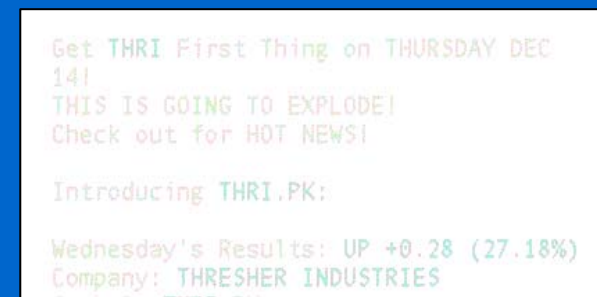 Get THRI First Thing on THURSDAY DEC
14!
THIS IS GOING TO EXPLODE!
Check out for HOT NEWS!
Introducing THRI.PK:
Wednesday's Results: UP +0.28 (27.18%)
Company: THRESHER INDUSTRIES